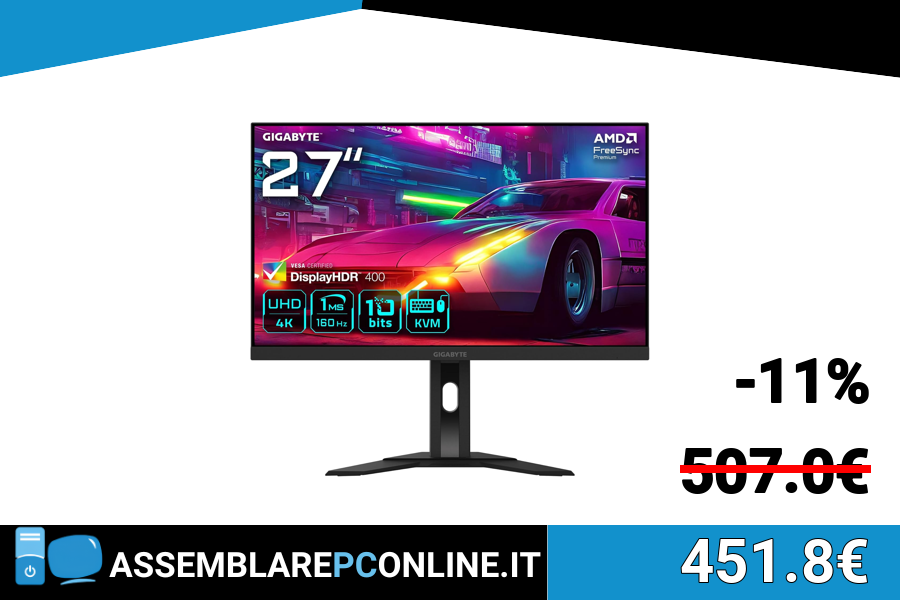 GIGABYTE
AMD
FreeSync
Premium
27"
VESA CERTIFIED
DisplayHDR™ 400
UHD
4K
1MS
160Hz
10
bits
KVM
GIGABYTE
-11%
507.0€
ASSEMBLAREPCONLINE.IT
451.8€